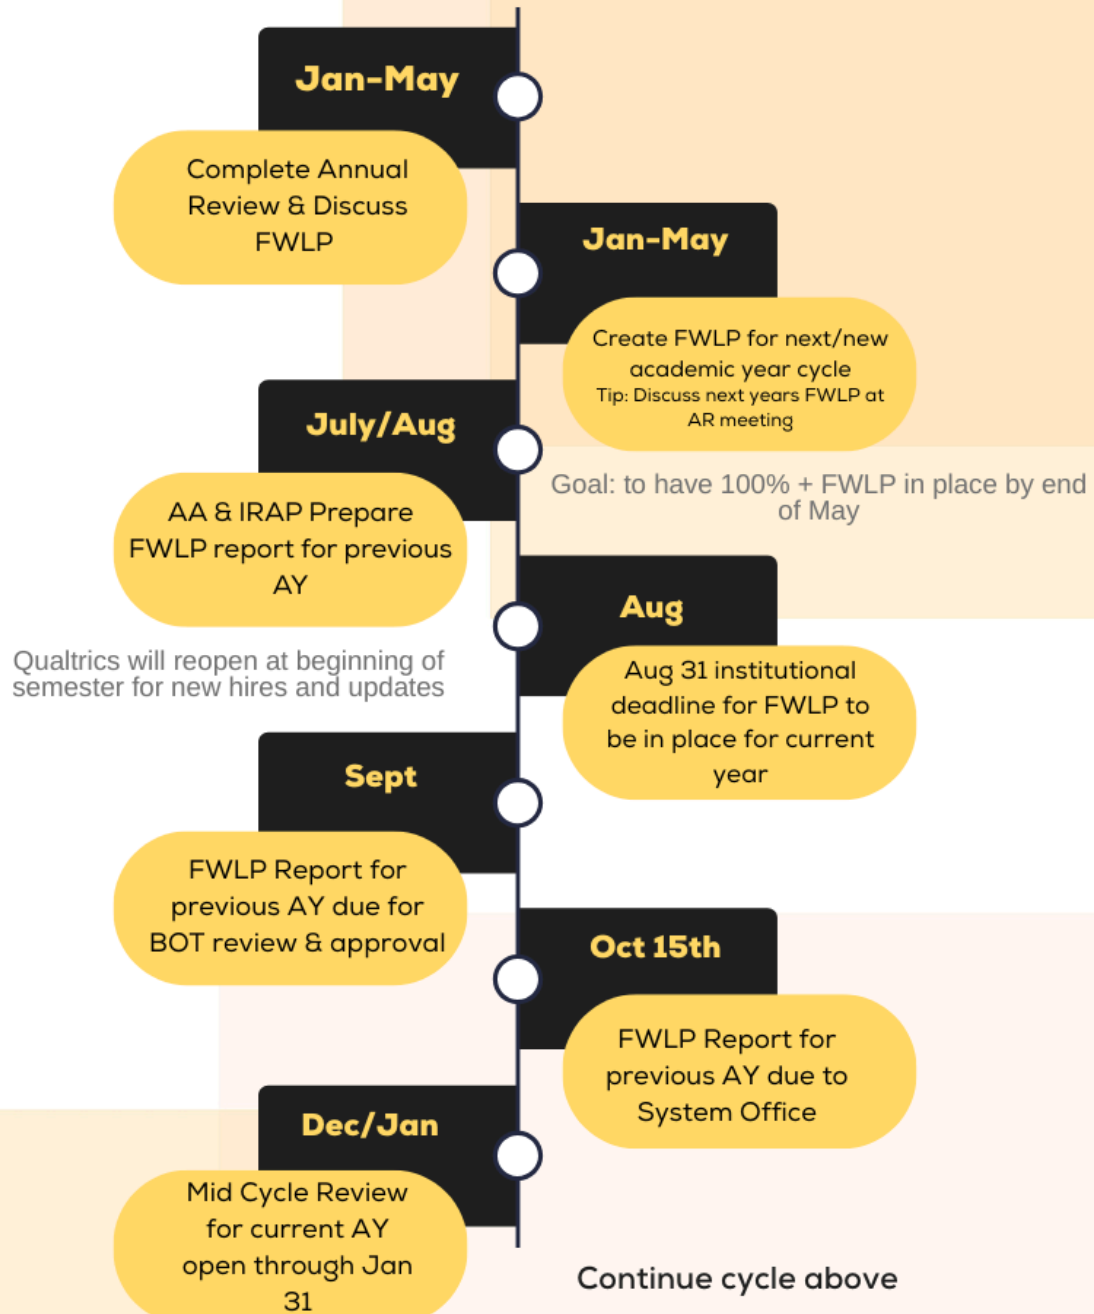 Jan-May
Complete Annual
Review & Discuss
FWLP
Jan-May
Create FWLP for next/new
academic year cycle
Tip: Discuss next years FWLP at
AR meeting
July/Aug
AA & IRAP Prepare
FWLP report for previous
AY
Goal: to have 100% + FWLP in place by end
of May
Aug
Aug 31 institutional
deadline for FWLP to
be in place for current
year
Qualtrics will reopen at beginning of
semester for new hires and updates
Sept
FWLP Report for
previous AY due for
BOT review & approval
Oct 15th
FWLP Report for
previous AY due to
System Office
Dec/Jan
Mid Cycle Review
for current AY
open through Jan
31
Continue cycle above